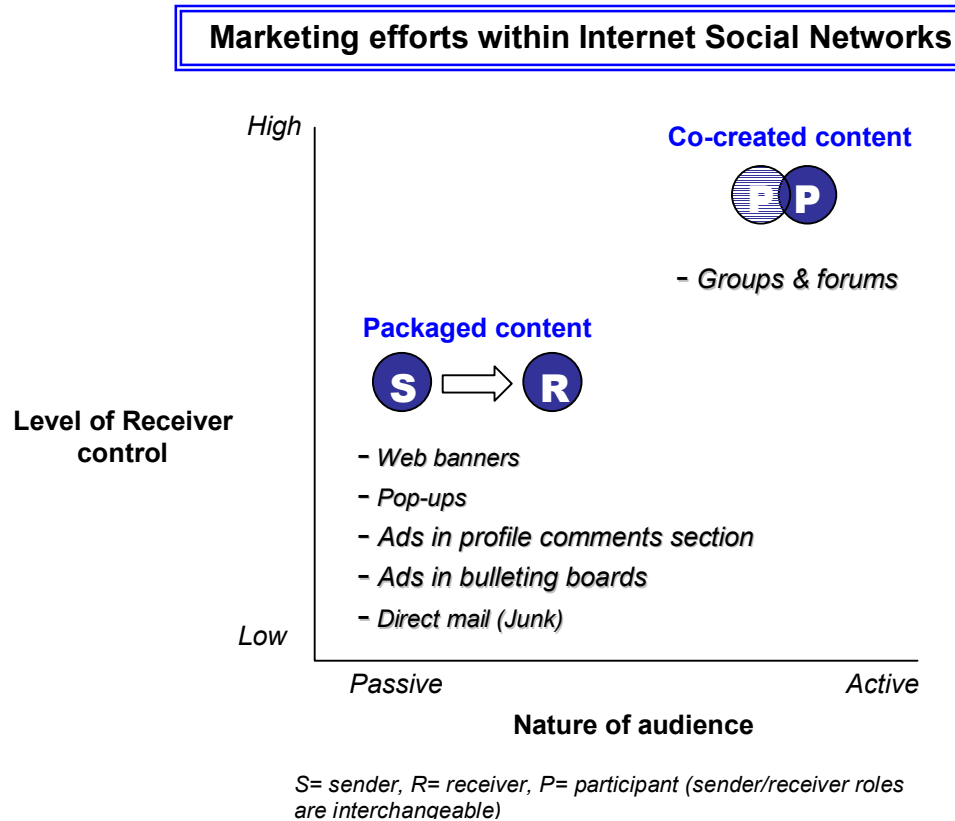 Marketing efforts within Internet Social Networks
High
Co-created content
P P
- Groups & forums
Packaged content
S R
Level of Receiver
control
- Web banners
- Pop-ups
- Ads in profile comments section
- Ads in bulleting boards
- Direct mail (Junk)
Low
Passive
Active
Nature of audience
S= sender, R= receiver, P= participant (sender/receiver roles
are interchangeable)